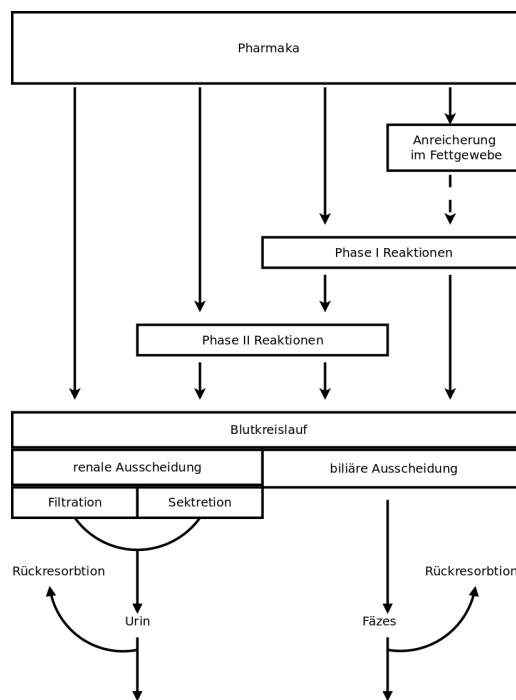 Pharmaka
Anreicherung
im Fettgewebe
Phase I Reaktionen
Phase II Reaktionen
Blutkreislauf
renale Ausscheidung
biliäre Ausscheidung
Filtration
Sektretion
Rückresorbtion
Rückresorbtion
Urin
Fäzes